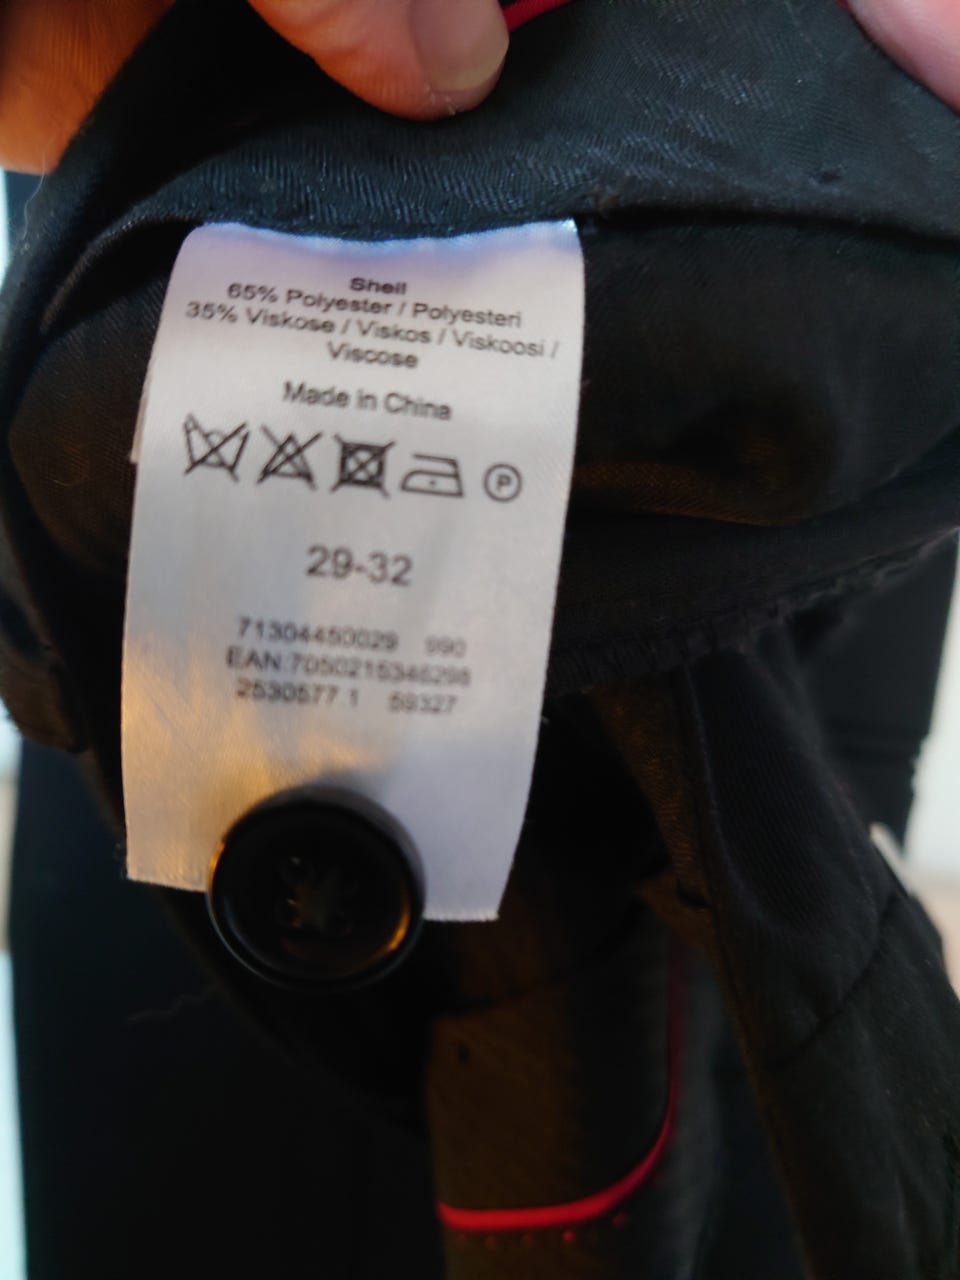 Shell
65% Polyester / Polyesteri
35% Viskose / Viskos / Viskoosi /
Viscose
Made in China
P
29-32
71304450029 990
EAN:7050215346298
2530577.1 59327